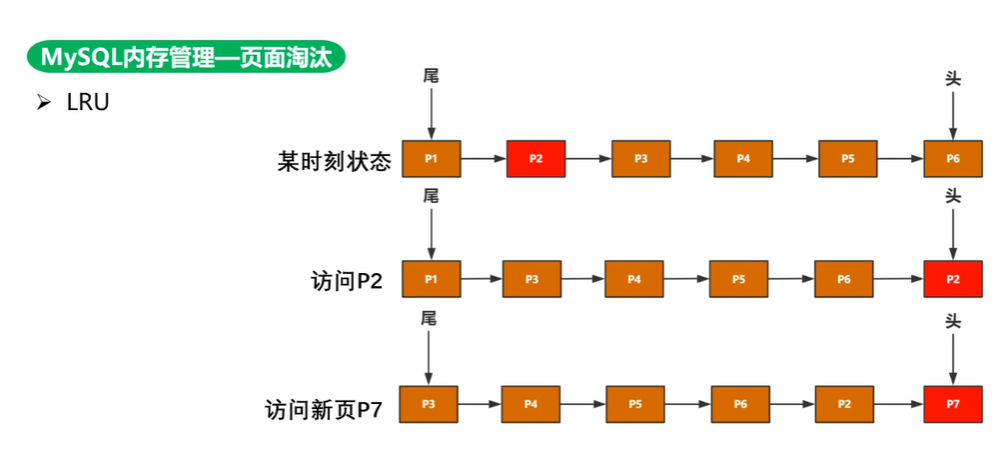 MySQL内存管理—页面淘汰
➢ LRU
尾 头
某时刻状态 P1 P2 P3 P4 P5 P6
尾 头
访问P2 P1 P3 P4 P5 P6 P2
尾 头
访问新页P7 P3 P4 P5 P6 P2 P7